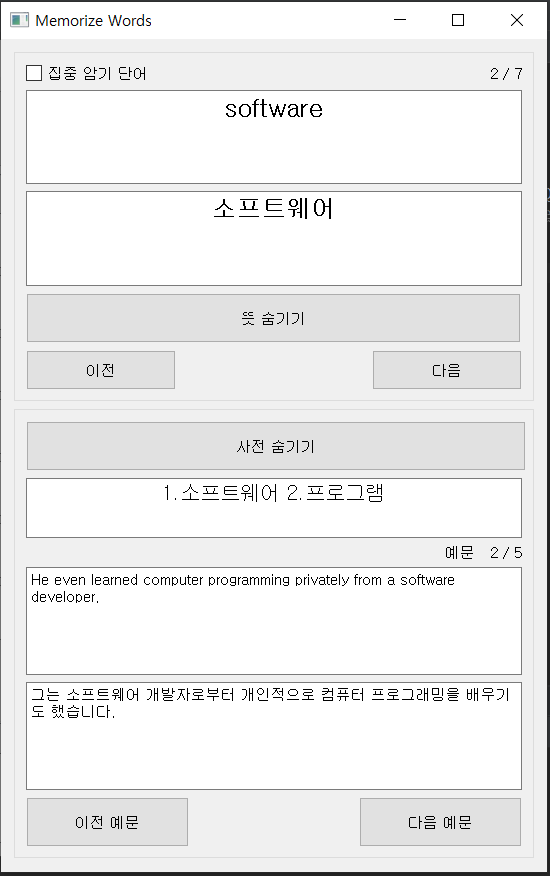 Memorize Words
집중 암기 단어 2 / 7
software
소프트웨어
뜻 숨기기
이전 다음
사전 숨기기
1.소프트웨어 2.프로그램
예문 2 / 5
He even learned computer programming privately from a software
developer.
그는 소프트웨어 개발자로부터 개인적으로 컴퓨터 프로그래밍을 배우기
도 했습니다.
이전 예문 다음 예문